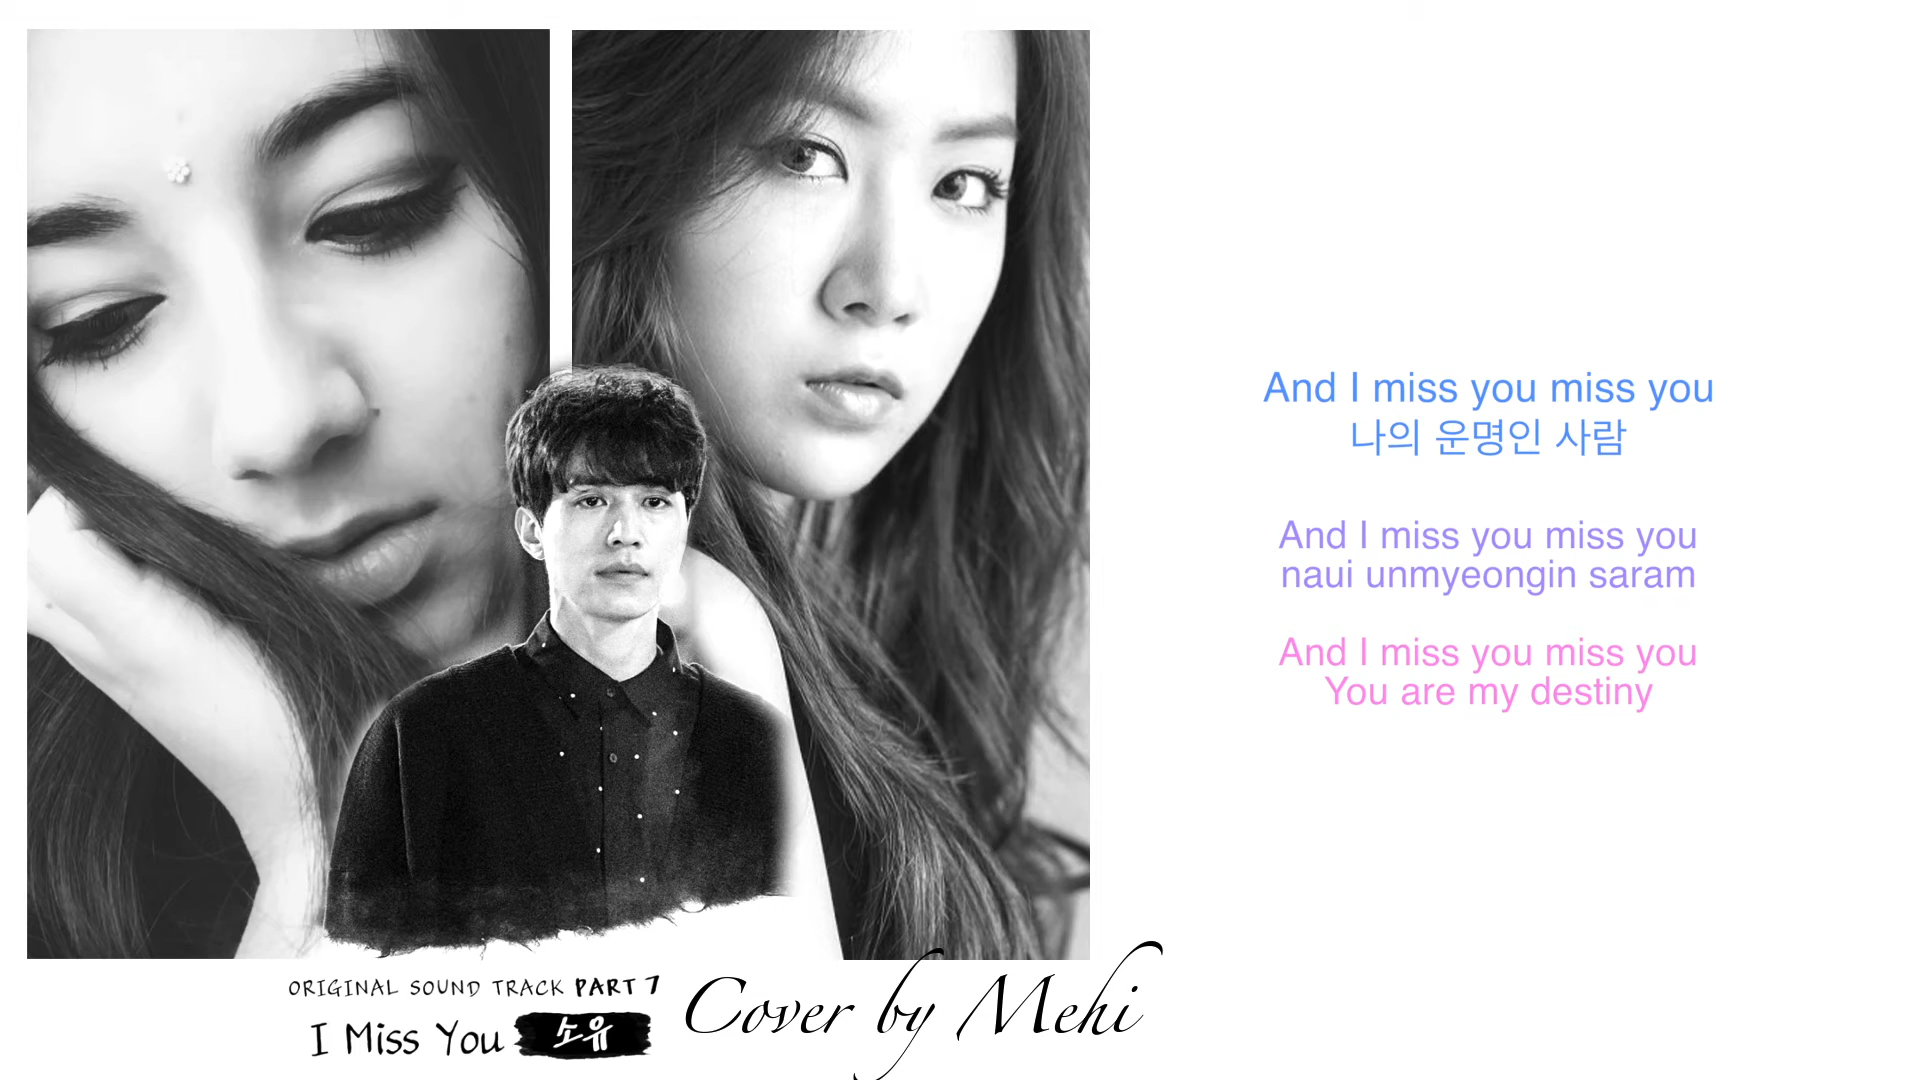 And I miss you miss you
나의 운명인 사람
And I miss you miss you
naui unmyeongin saram
And I miss you miss you
You are my destiny
ORIGINAL SOUND TRACK PART 7
I Miss You 소유
Cover by Mehi